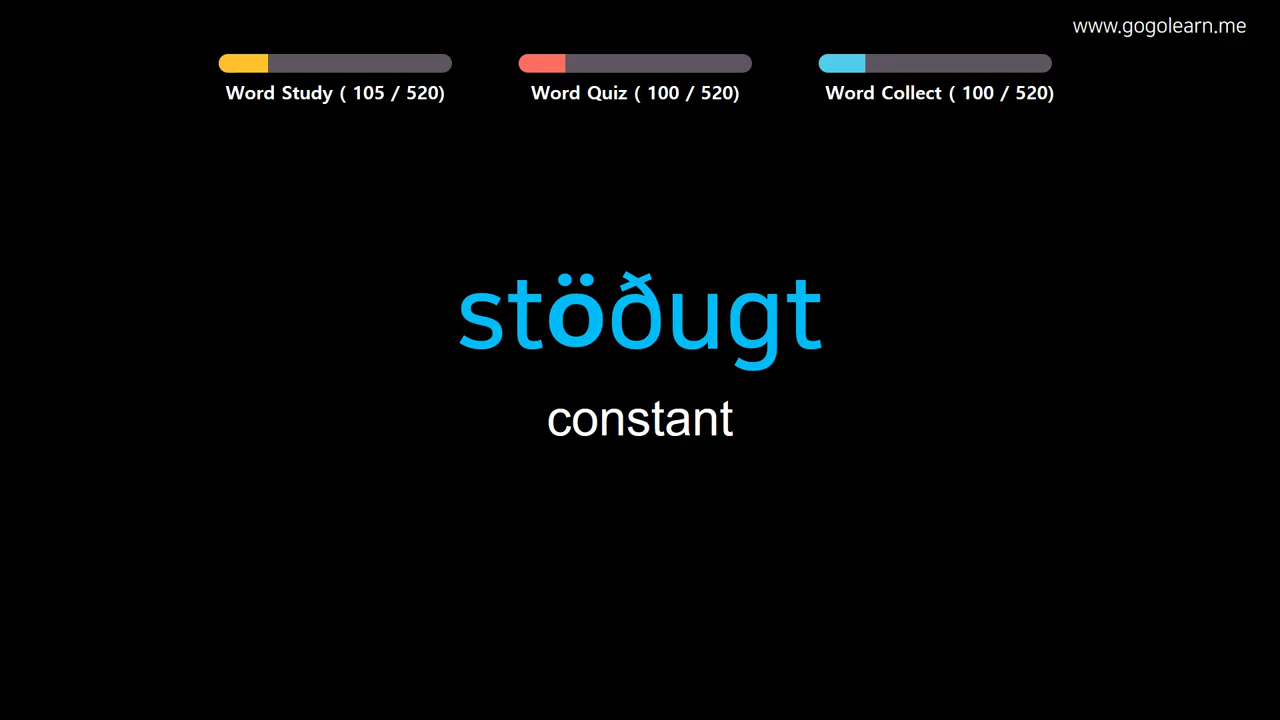 www.gogolearn.me
Word Study ( 105 / 520)
Word Quiz ( 100 / 520)
Word Collect ( 100 / 520)
stöðugt
constant